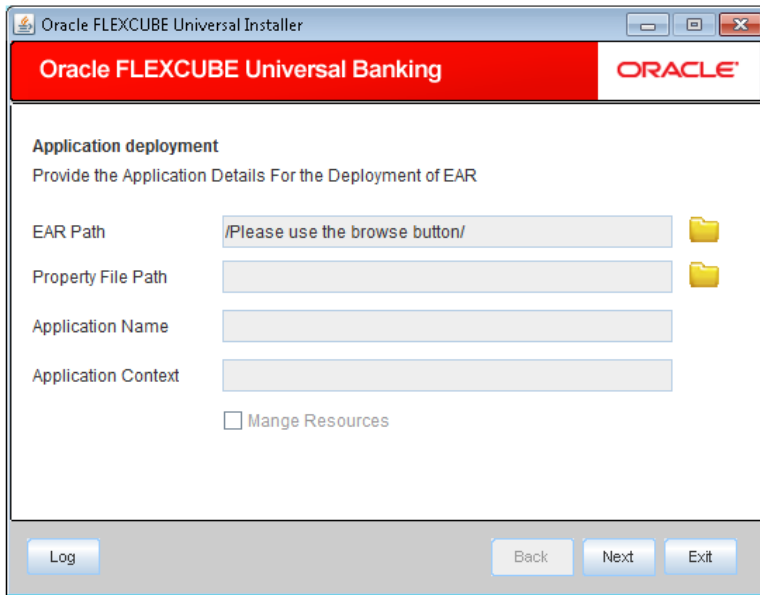 Oracle FLEXCUBE Universal Installer
Oracle FLEXCUBE Universal Banking
ORACLE
Application deployment
Provide the Application Details For the Deployment of EAR
EAR Path /Please use the browse button/
Property File Path
Application Name
Application Context
Mange Resources
Log Back Next Exit